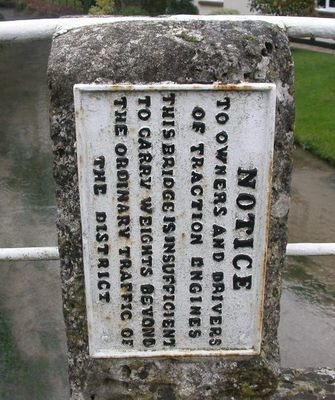 NOTICE
TO OWNERS AND DRIVERS
OF TRACTION ENGINES
THIS BRIDGE IS INSUFFICIENT
TO CARRY WEIGHTS BEYOND
THE ORDINARY TRAFFIC OF
THE DISTRICT